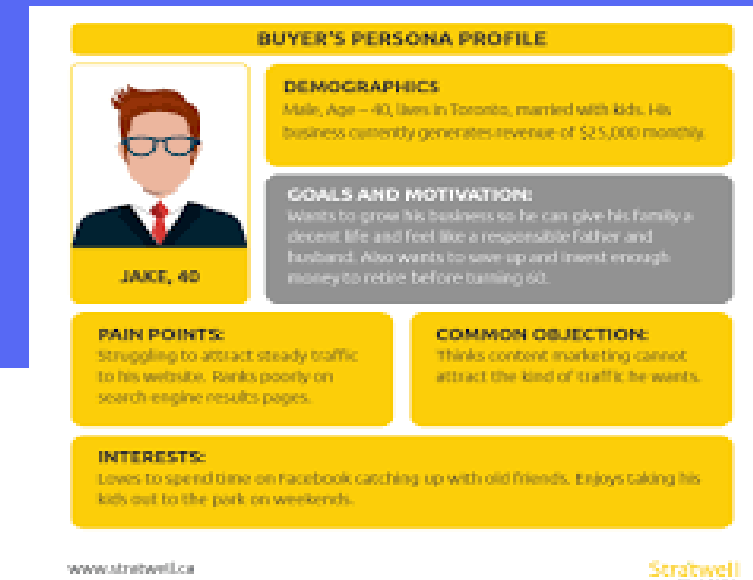 BUYER'S PERSONA PROFILE
DEMOGRAPHICS
Male, Age – 40, lives in Toronto, married with kids. His
business currently generates revenue of $25,000 monthly.
GOALS AND MOTIVATION:
Wants to grow his business so he can give his family a
decent life and feel like a responsible father and
husband. Also wants to save up and invest enough
money to retire before turning 60.
JAKE, 40
PAIN POINTS:
Struggling to attract steady traffic
to his website. Ranks poorly on
search engine results pages.
COMMON OBJECTION:
Thinks content marketing cannot
attract the kind of traffic he wants.
INTERESTS:
Loves to spend time on Facebook catching up with old friends. Enjoys taking his
kids out to the park on weekends.
www.stratwell.ca
Stratwell